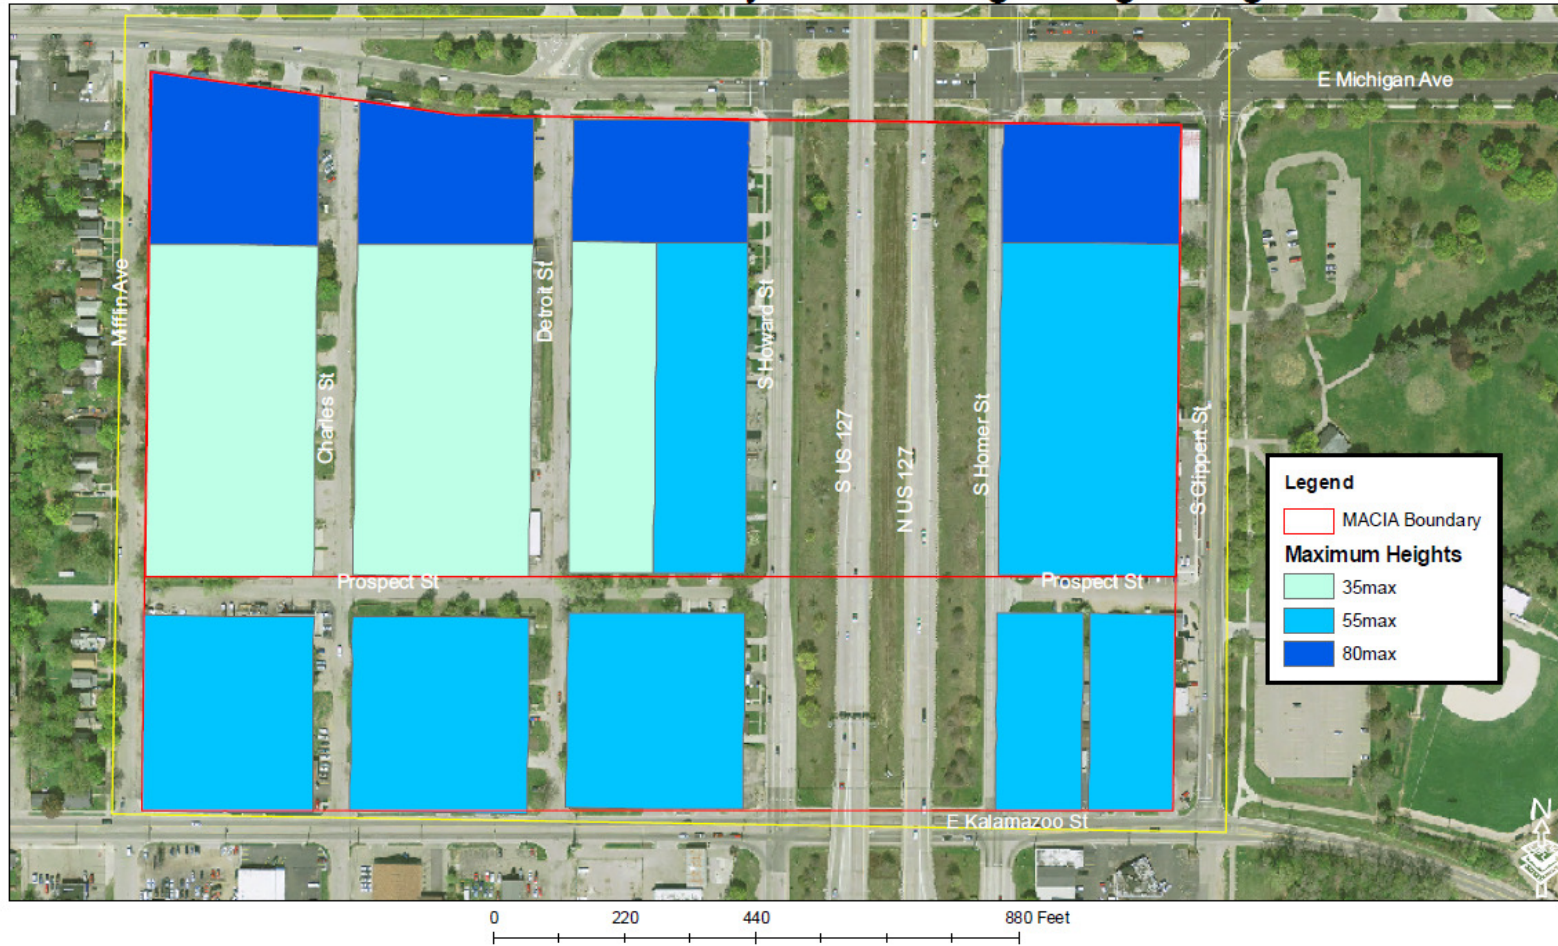 E Michigan Ave
Mifflin Ave
Charles St
Detroit St
S Howard St
S US 127
N US 127
S Homer St
S Clippert St
Prospect St
Prospect St
E Kalamazoo St
Legend
MACIA Boundary
Maximum Heights
35max
55max
80max
N
0 220 440 880 Feet